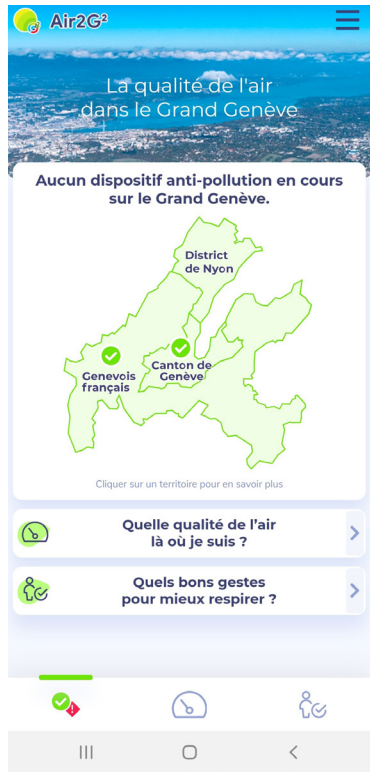 Air2G²
La qualité de l'air
dans le Grand Genève
Aucun dispositif anti-pollution en cours
sur le Grand Genève.
District
de Nyon
Canton de
Genève
Genevois
français
Cliquer sur un territoire pour en savoir plus
Quelle qualité de l'air
là où je suis ?
Quels bons gestes
pour mieux respirer ?